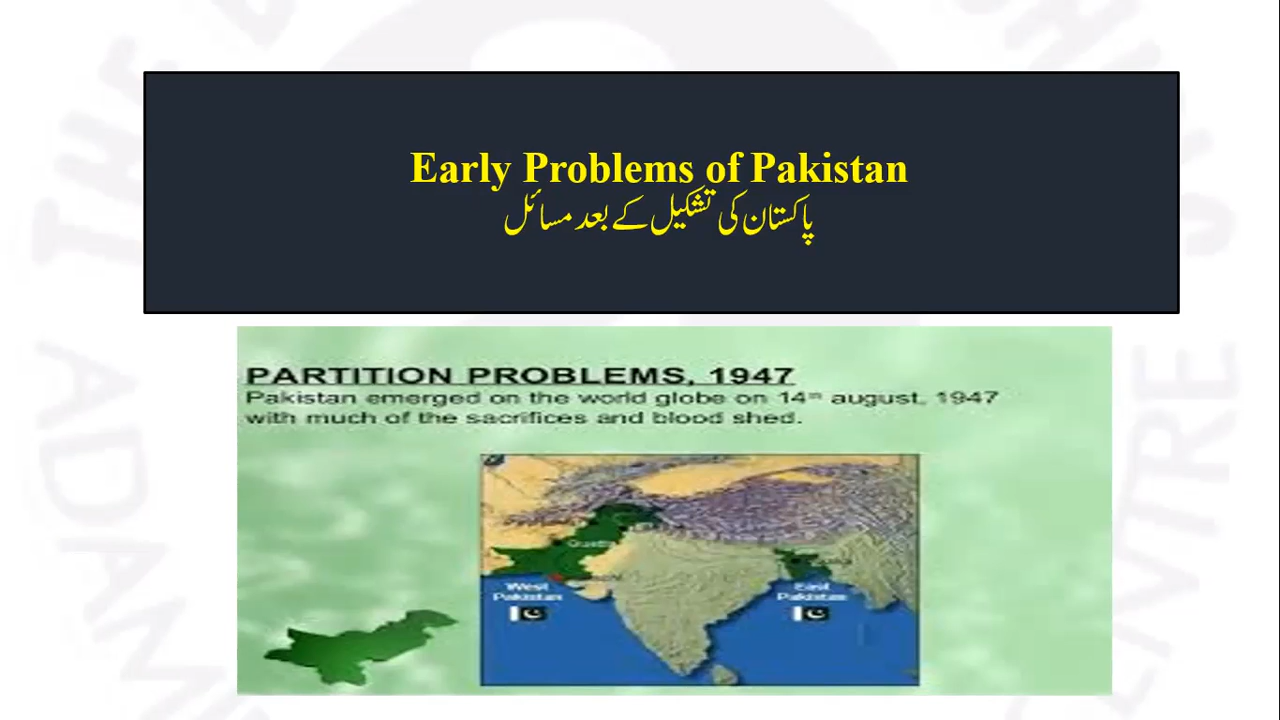 Early Problems of Pakistan
پاکستان کی تشکیل کے بعد مسائل
PARTITION PROBLEMS, 1947
Pakistan emerged on the world globe on 14th august, 1947
with much of the sacrifices and blood shed.
West
Pakistan
East
Pakistan